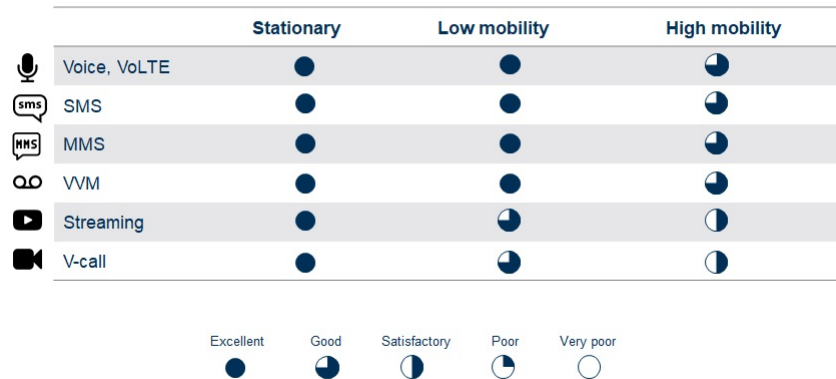 Stationary Low mobility High mobility
Voice, VoLTE
sms SMS
MMS MMS
VVM
Streaming
V-call
Excellent Good Satisfactory Poor Very poor